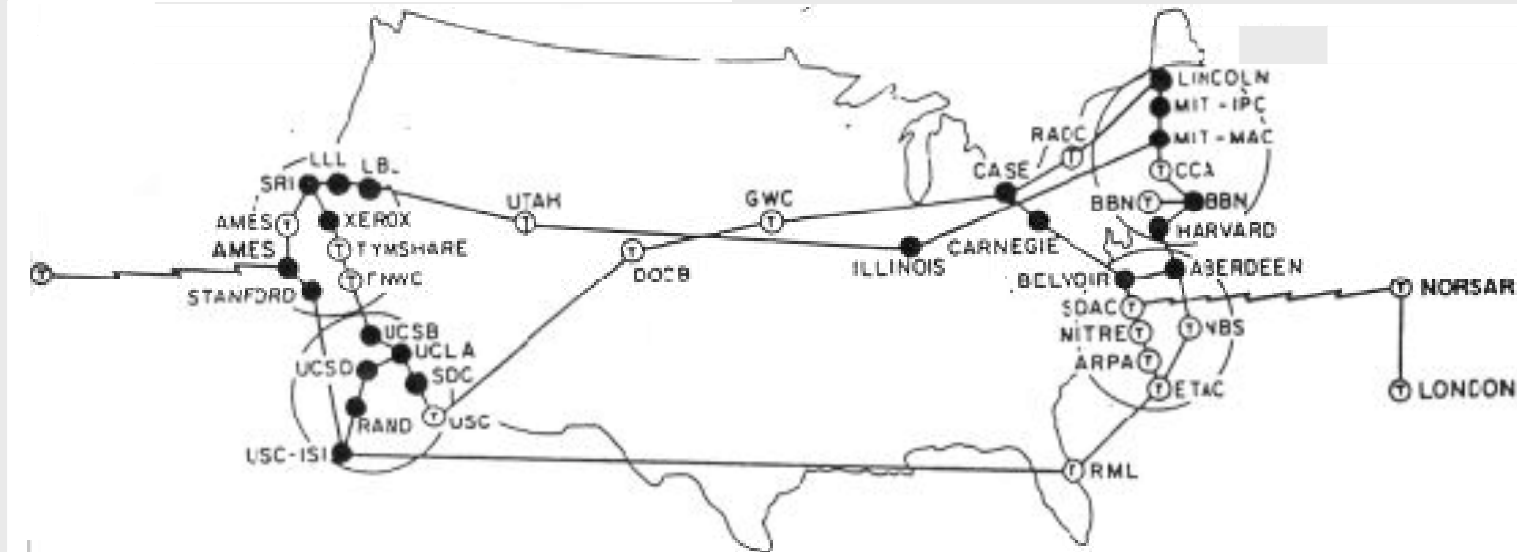 LINCOLN
MIT-IPC
MIT-MAC
RADC
CCA
CASE
LLL
SRI
UTAH
GWC
BBN
BBN
AMES
XEROX
HARVARD
TYMSHARE
AMES
CARNEGIE
ILLINOIS
DOCB
ABERDEEN
BELVOIR
FNWC
STANFORD
NORSAR
SDAC
UCSB
NBS
UCLA
UCSD
SDC
ARPA
ETAC
LONDON
RAND
USC
USC-ISI
RML